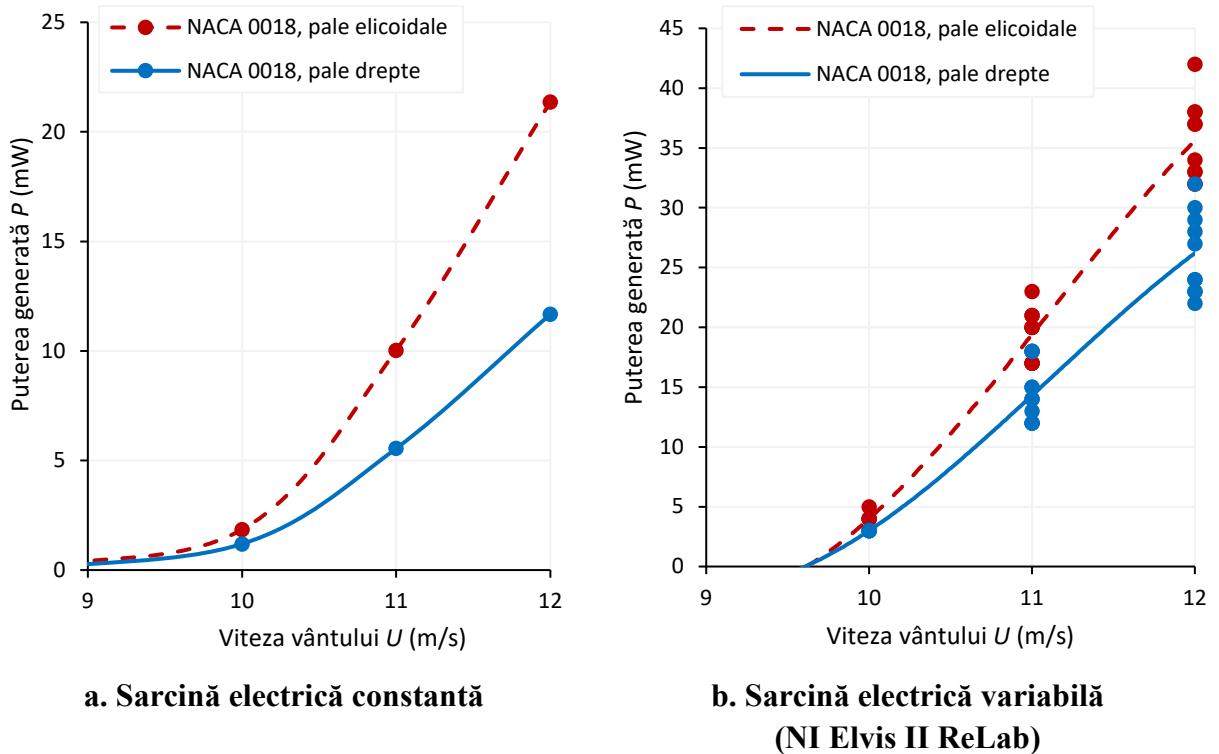 25
20
15
10
5
0
9
10
11
12
Puterea generată P (mW)
Viteza vântului U (m/s)
NACA 0018, pale elicoidale
NACA 0018, pale drepte
a. Sarcină electrică constantă
45
40
35
30
25
20
15
10
5
0
9
10
11
12
Puterea generată P (mW)
Viteza vântului U (m/s)
NACA 0018, pale elicoidale
NACA 0018, pale drepte
b. Sarcină electrică variabilă
(NI Elvis II ReLab)